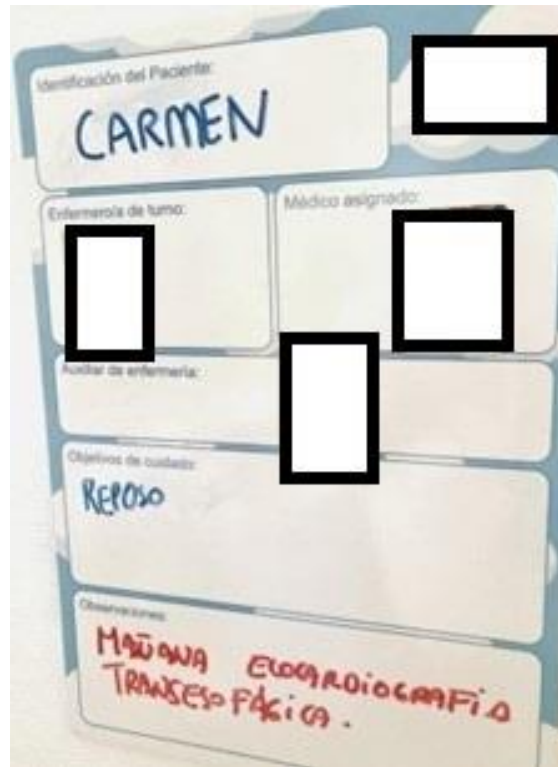 Identificación del Paciente:
CARMEN
Enfermero/a de turno:
Médico asignado:
Auxiliar de enfermería:
Objetivos de cuidado:
REPOSO
Observaciones:
MAÑANA ECOCARDIOGRAFIA
TRANSESOFÁGICA.